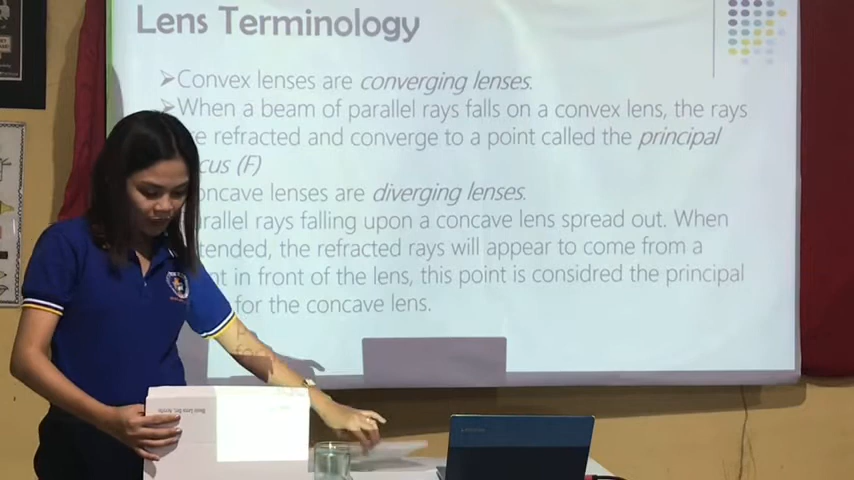 Lens Terminology
➢Convex lenses are converging lenses.
➢When a beam of parallel rays falls on a convex lens, the rays
re refracted and converge to a point called the principal
cus (F)
oncave lenses are diverging lenses.
rallel rays falling upon a concave lens spread out. When
tended, the refracted rays will appear to come from a
nt in front of the lens, this point is considred the principal
for the concave lens.